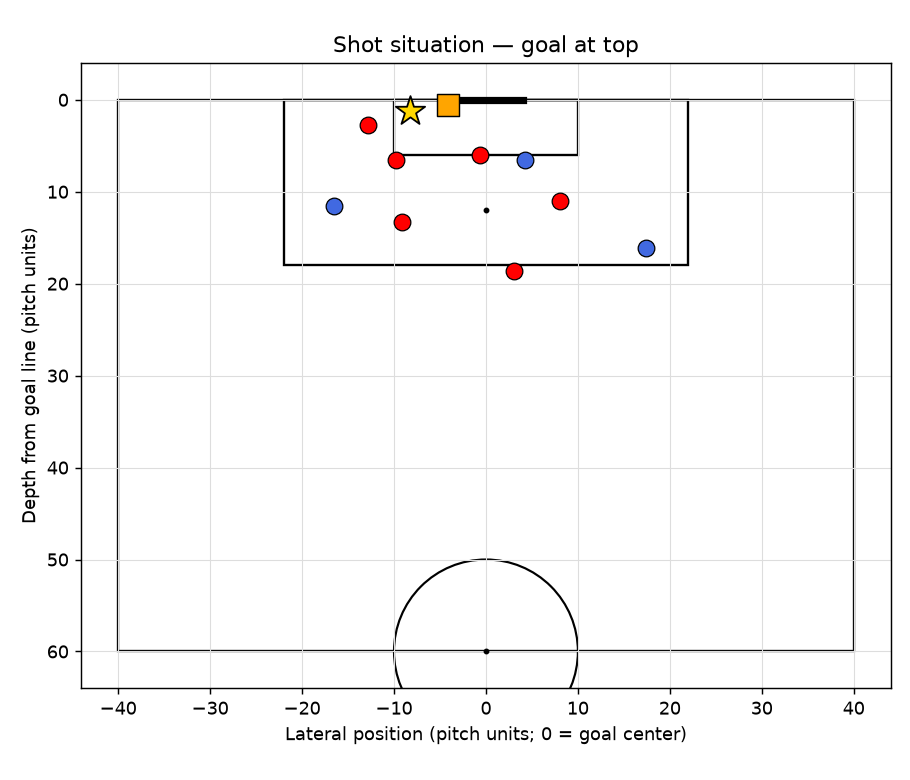 Shot situation — goal at top
0
10
20
30
40
50
60
Depth from goal line (pitch units)
−40 −30 −20 −10 0 10 20 30 40
Lateral position (pitch units; 0 = goal center)